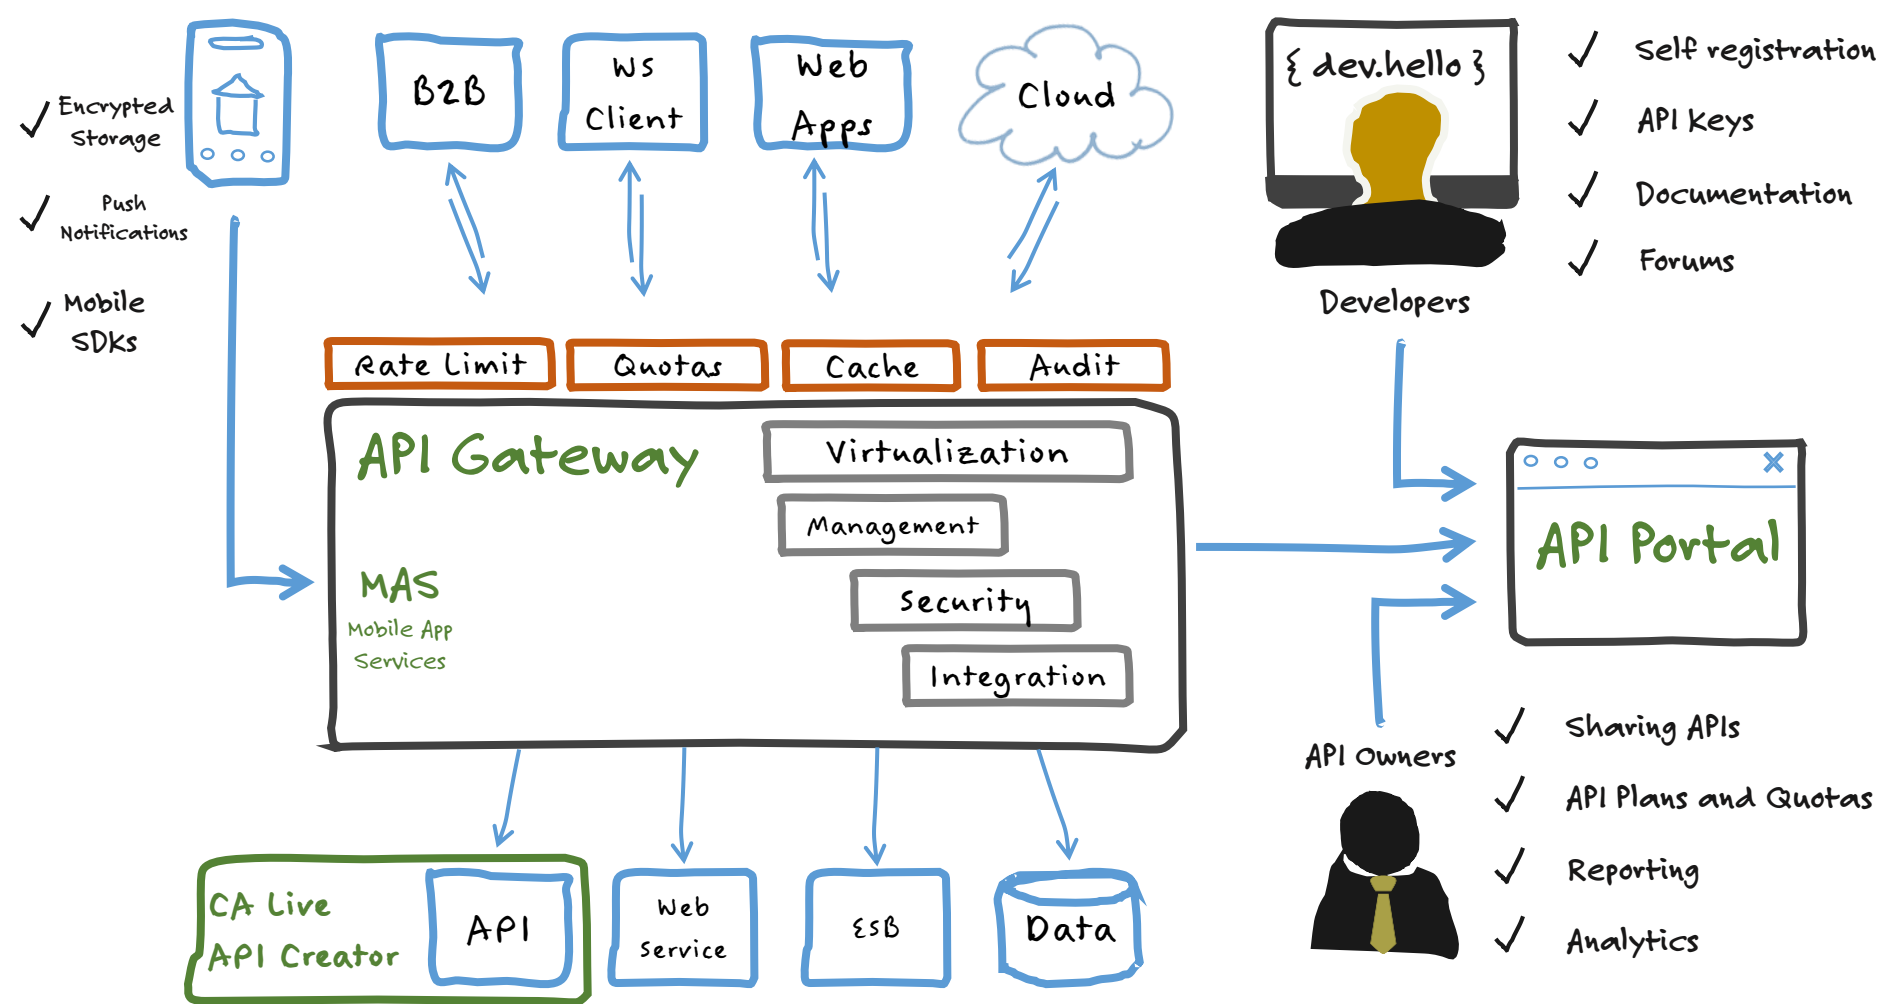 Encrypted
Storage
Push
Notifications
Mobile
SDKs
B2B
WS
Client
Web
Apps
Cloud
{ dev.hello }
Developers
Self registration
API Keys
Documentation
Forums
Rate Limit
Quotas
Cache
Audit
API Gateway
MAS
Mobile App
Services
Virtualization
Management
Security
Integration
API Portal
API Owners
Sharing APIs
API Plans and Quotas
Reporting
Analytics
CA Live
API Creator
API
Web
Service
ESB
Data